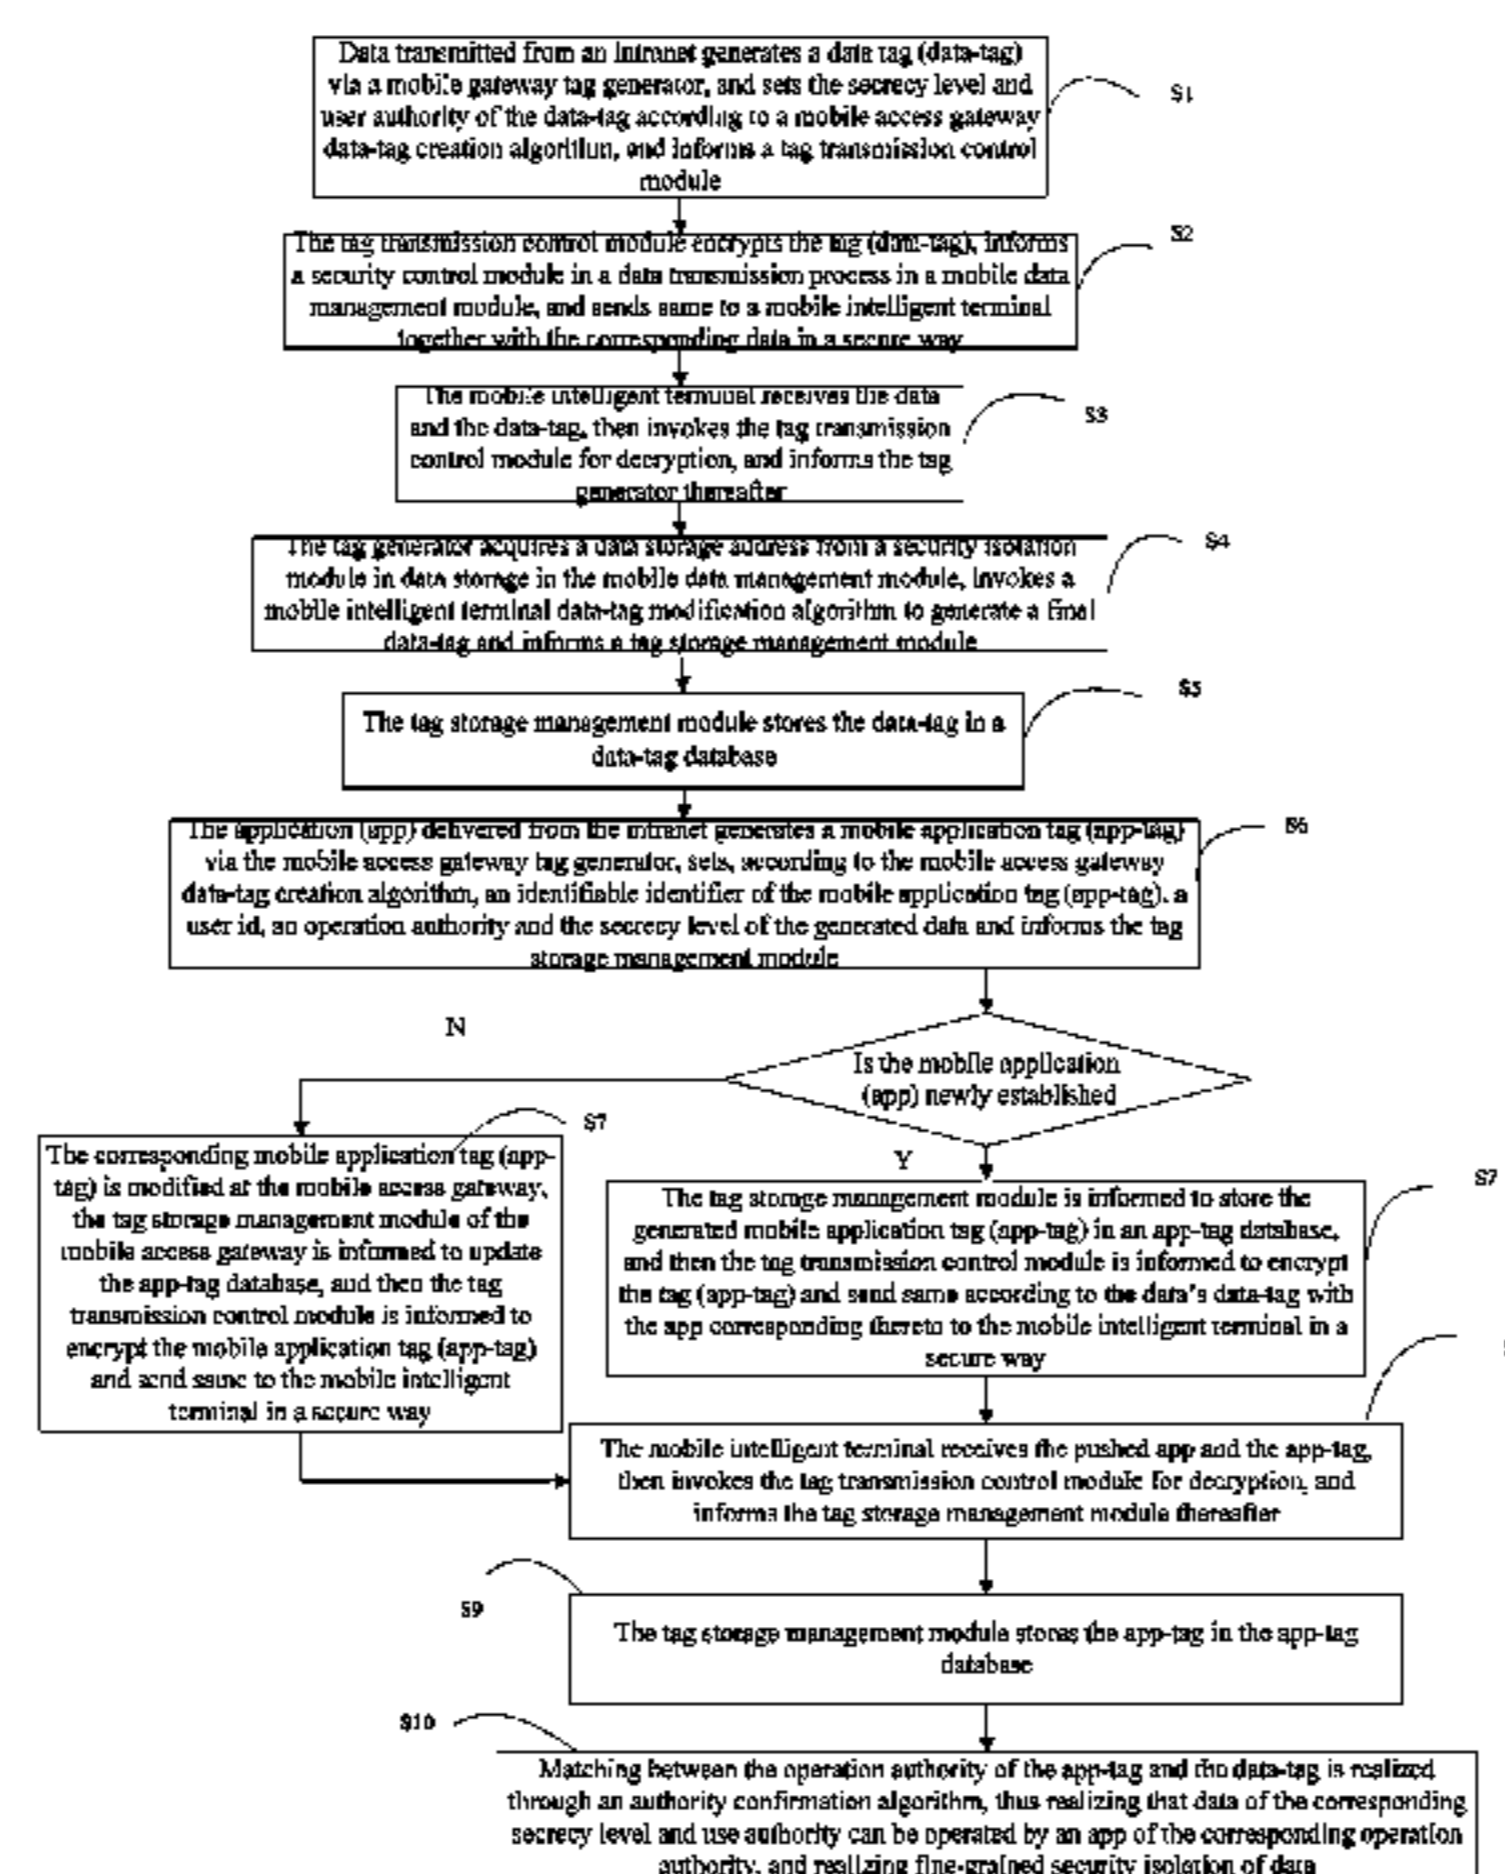 Data transmitted from an Intranet generates a data tag (data-tag)
via a mobile gateway tag generator, and sets the secrecy level and
user authority of the data-tag according to a mobile access gateway
data-tag creation algorithm, and informs a tag transmission control
module
S1
The tag transmission control module encrypts the tag (data-tag), informs
a security control module in a data transmission process in a mobile data
management module, and sends same to a mobile intelligent terminal
together with the corresponding data in a secure way
S2
The mobile intelligent terminal receives the data
and the data-tag, then invokes the tag transmission
control module for decryption, and informs the tag
generator thereafter
S3
The tag generator acquires a data storage address from a security isolation
module in data storage in the mobile data management module, invokes a
mobile intelligent terminal data-tag modification algorithm to generate a final
data-tag and informs a tag storage management module
S4
The tag storage management module stores the data-tag in a
data-tag database
S5
The application (app) delivered from the intranet generates a mobile application tag (app-tag)
via the mobile access gateway tag generator, sets, according to the mobile access gateway
data-tag creation algorithm, an identifiable identifier of the mobile application tag (app-tag), a
user id, an operation authority and the secrecy level of the generated data and informs the tag
storage management module
S6
N
Is the mobile application
(app) newly established
Y
S7
The corresponding mobile application tag (app-
tag) is modified at the mobile access gateway,
the tag storage management module of the
mobile access gateway is informed to update
the app-tag database, and then the tag
transmission control module is informed to
encrypt the mobile application tag (app-tag)
and send same to the mobile intelligent
terminal in a secure way
S7
The tag storage management module is informed to store the
generated mobile application tag (app-tag) in an app-tag database,
and then the tag transmission control module is informed to encrypt
the tag (app-tag) and send same according to the data's data-tag with
the app corresponding thereto to the mobile intelligent terminal in a
secure way
The mobile intelligent terminal receives the pushed app and the app-tag,
then invokes the tag transmission control module for decryption, and
informs the tag storage management module thereafter
S9
The tag storage management module stores the app-tag in the app-tag
database
S10
Matching between the operation authority of the app-tag and the data-tag is realized
through an authority confirmation algorithm, thus realizing that data of the corresponding
secrecy level and use authority can be operated by an app of the corresponding operation
authority, and realizing fine-grained security isolation of data